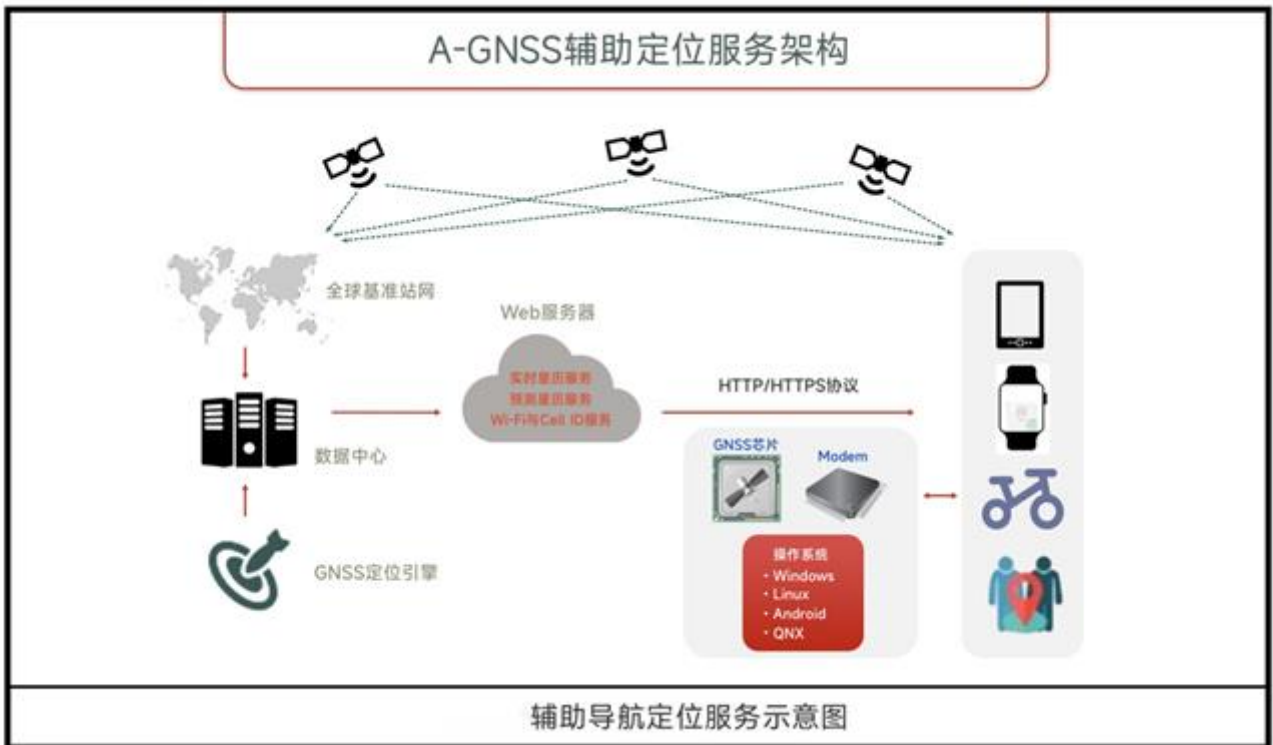 A-GNSS辅助定位服务架构
全球基准站网
Web服务器
实时星历服务
预测星历服务
Wi-Fi与Cell ID服务
HTTP/HTTPS协议
数据中心
GNSS芯片
Modem
GNSS定位引擎
操作系统
· Windows
· Linux
· Android
· QNX
辅助导航定位服务示意图